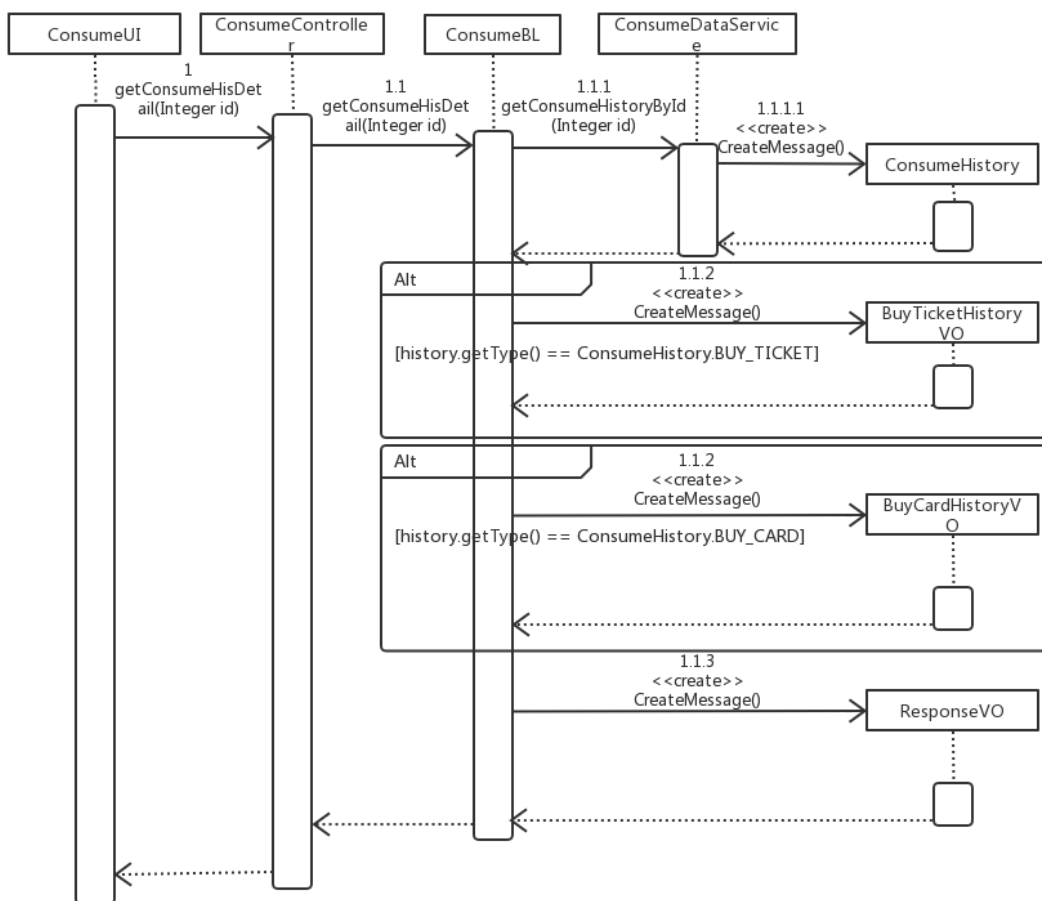 ConsumeUI
ConsumeControlle
r
ConsumeBL
ConsumeDataServic
e
1
getConsumeHisDet
ail(Integer id)
1.1
getConsumeHisDet
ail(Integer id)
1.1.1
getConsumeHistoryById
(Integer id)
1.1.1.1
<<create>>
CreateMessage()
ConsumeHistory
Alt
1.1.2
<<create>>
CreateMessage()
BuyTicketHistory
VO
[history.getType() == ConsumeHistory.BUY_TICKET]
Alt
1.1.2
<<create>>
CreateMessage()
BuyCardHistoryV
O
[history.getType() == ConsumeHistory.BUY_CARD]
1.1.3
<<create>>
CreateMessage()
ResponseVO